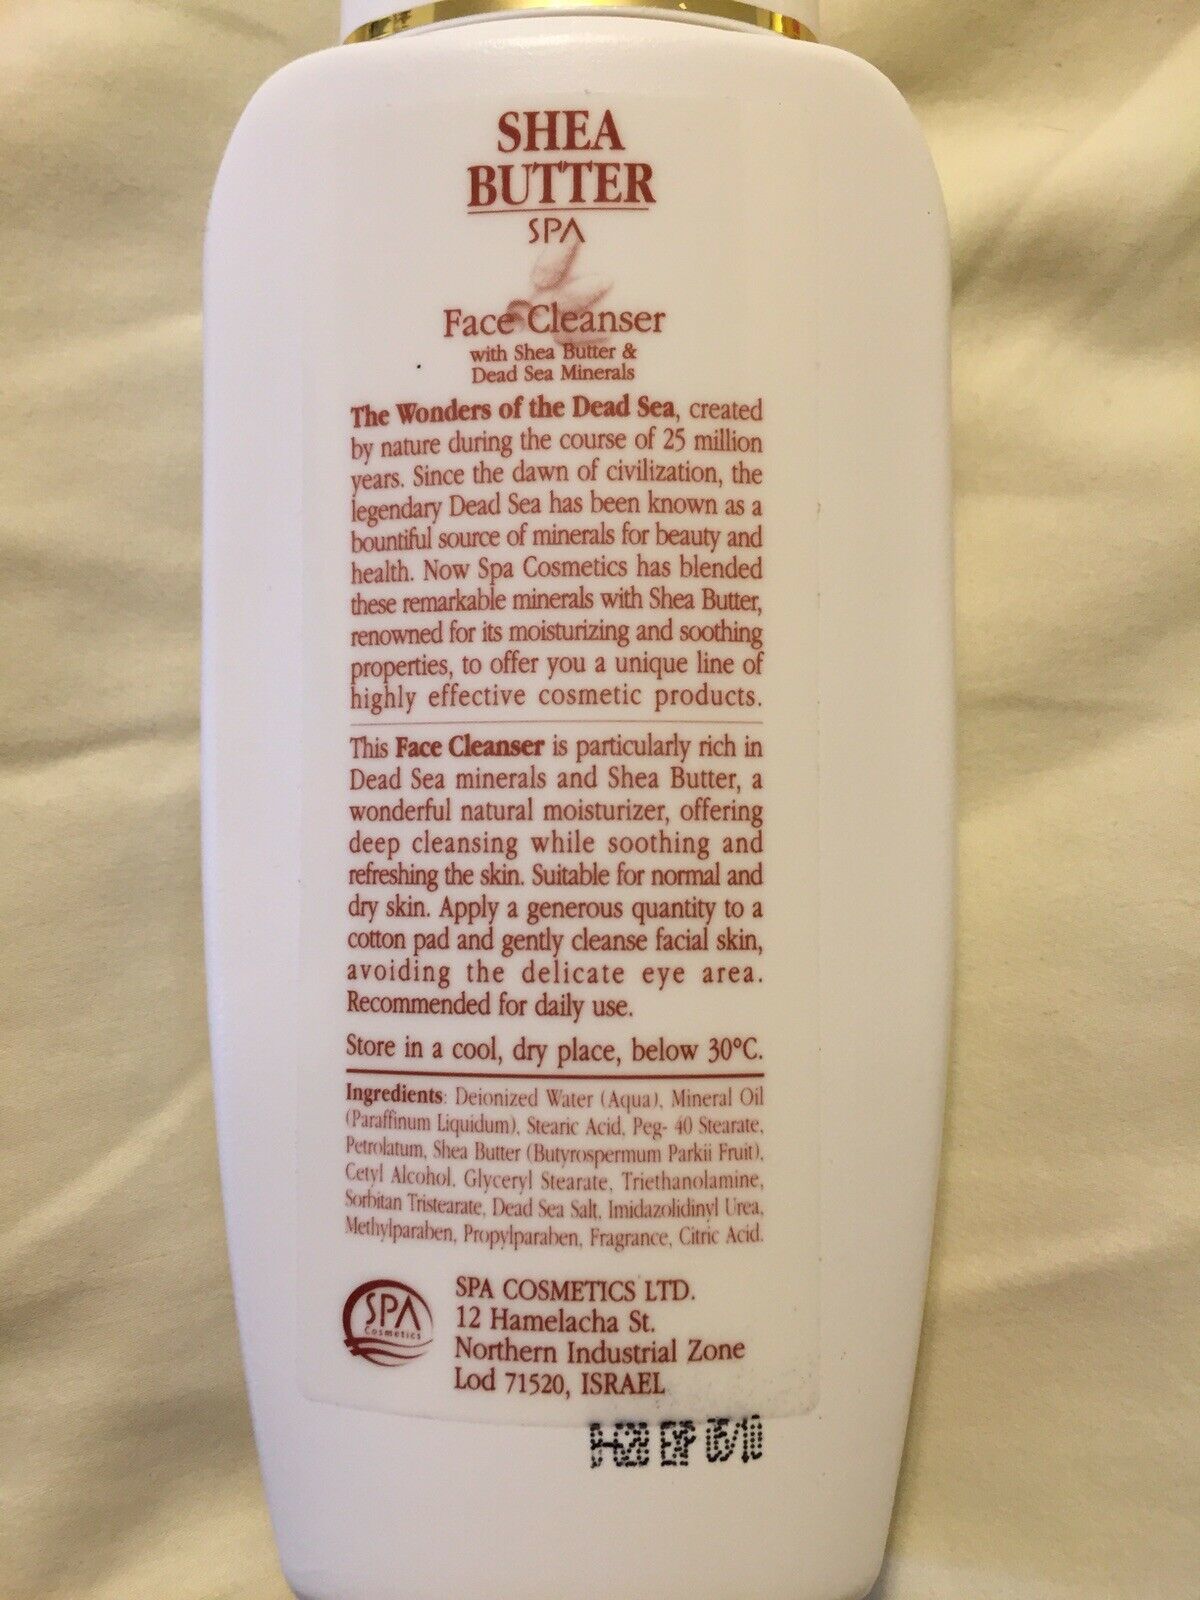 SHEA
BUTTER
SPA
Face Cleanser
with Shea Butter &
Dead Sea Minerals
The Wonders of the Dead Sea, created
by nature during the course of 25 million
years. Since the dawn of civilization, the
legendary Dead Sea has been known as a
bountiful source of minerals for beauty and
health. Now Spa Cosmetics has blended
these remarkable minerals with Shea Butter,
renowned for its moisturizing and soothing
properties, to offer you a unique line of
highly effective cosmetic products.
This Face Cleanser is particularly rich in
Dead Sea minerals and Shea Butter, a
wonderful natural moisturizer, offering
deep cleansing while soothing and
refreshing the skin. Suitable for normal and
dry skin. Apply a generous quantity to a
cotton pad and gently cleanse facial skin,
avoiding the delicate eye area.
Recommended for daily use.
Store in a cool, dry place, below 30°C.
Ingredients: Deionized Water (Aqua), Mineral Oil
(Paraffinum Liquidum), Stearic Acid, Peg- 40 Stearate,
Petrolatum, Shea Butter (Butyrospermum Parkii Fruit),
Cetyl Alcohol, Glyceryl Stearate, Triethanolamine,
Sorbitan Tristearate, Dead Sea Salt, Imidazolidinyl Urea,
Methylparaben, Propylparaben, Fragrance, Citric Acid.
SPA
Cosmetics
SPA COSMETICS LTD.
12 Hamelacha St.
Northern Industrial Zone
Lod 71520, ISRAEL
EXP 05/10